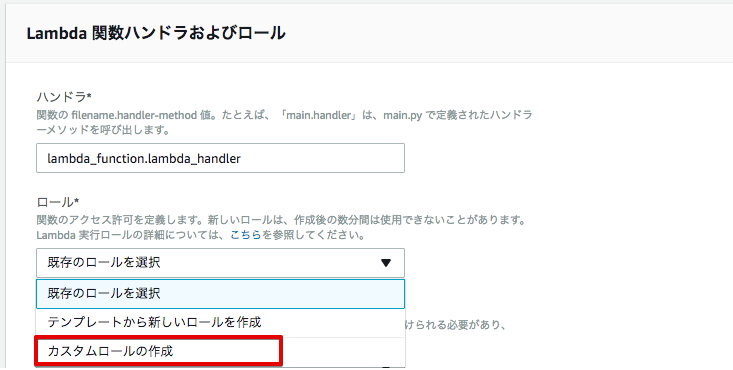 Lambda 関数ハンドラおよびロール
ハンドラ*
関数の filename.handler-method 値。たとえば、「main.handler」は、main.py で定義されたハンドラ
ーメソッドを呼び出します。
lambda_function.lambda_handler
ロール*
関数のアクセス許可を定義します。新しいロールは、作成後の数分間は使用できないことがあります。
Lambda 実行ロールの詳細については、こちらを参照してください。
既存のロールを選択
既存のロールを選択
テンプレートから新しいロールを作成
けられる必要があり、
カスタムロールの作成